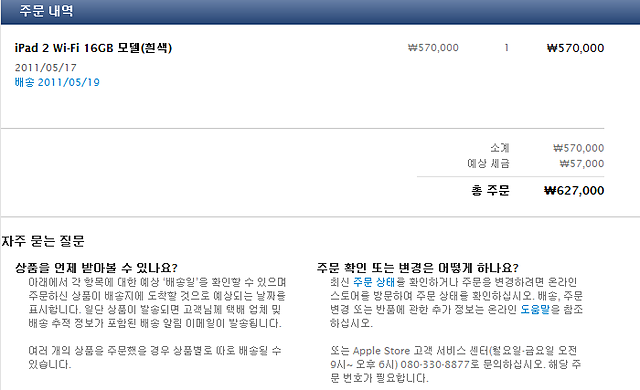 주문 내역
iPad 2 Wi-Fi 16GB 모델(흰색) ₩570,000 1 ₩570,000
2011/05/17
배송 2011/05/19
소계 ₩570,000
예상 세금 ₩57,000
총 주문 ₩627,000
자주 묻는 질문
상품을 언제 받아볼 수 있나요?
아래에서 각 항목에 대한 예상 '배송일'을 확인할 수 있으며
주문하신 상품이 배송지에 도착할 것으로 예상되는 날짜를
표시합니다. 일단 상품이 발송되면 고객님께 택배 업체 및
배송 추적 정보가 포함된 배송 알림 이메일이 발송됩니다.
여러 개의 상품을 주문했을 경우 상품별로 따로 배송될 수
있습니다.
주문 확인 또는 변경은 어떻게 하나요?
최신 주문 상태를 확인하거나 주문을 변경하려면 온라인
스토어를 방문하여 주문 상태를 확인하십시오. 배송, 주문
변경 또는 반품에 관한 추가 정보는 온라인 도움말을 참조
하십시오.
또는 Apple Store 고객 서비스 센터(월요일-금요일 오전
9시~ 오후 6시) 080-330-8877로 문의하십시오. 해당 주
문 번호가 필요합니다.